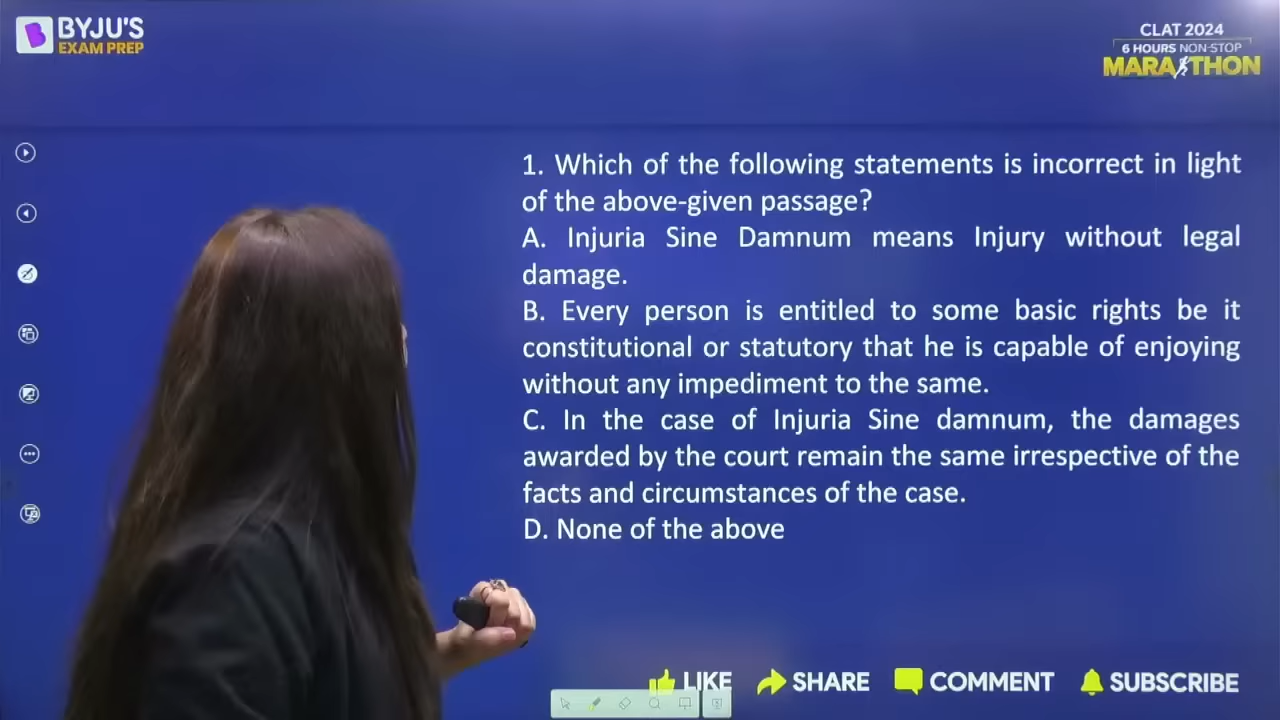 BYJU'S
EXAM PREP
CLAT 2024
6 HOURS NON-STOP
MARATHON
1. Which of the following statements is incorrect in light
of the above-given passage?
A. Injuria Sine Damnum means Injury without legal
damage.
B. Every person is entitled to some basic rights be it
constitutional or statutory that he is capable of enjoying
without any impediment to the same.
C. In the case of Injuria Sine damnum, the damages
awarded by the court remain the same irrespective of the
facts and circumstances of the case.
D. None of the above
LIKE SHARE COMMENT SUBSCRIBE